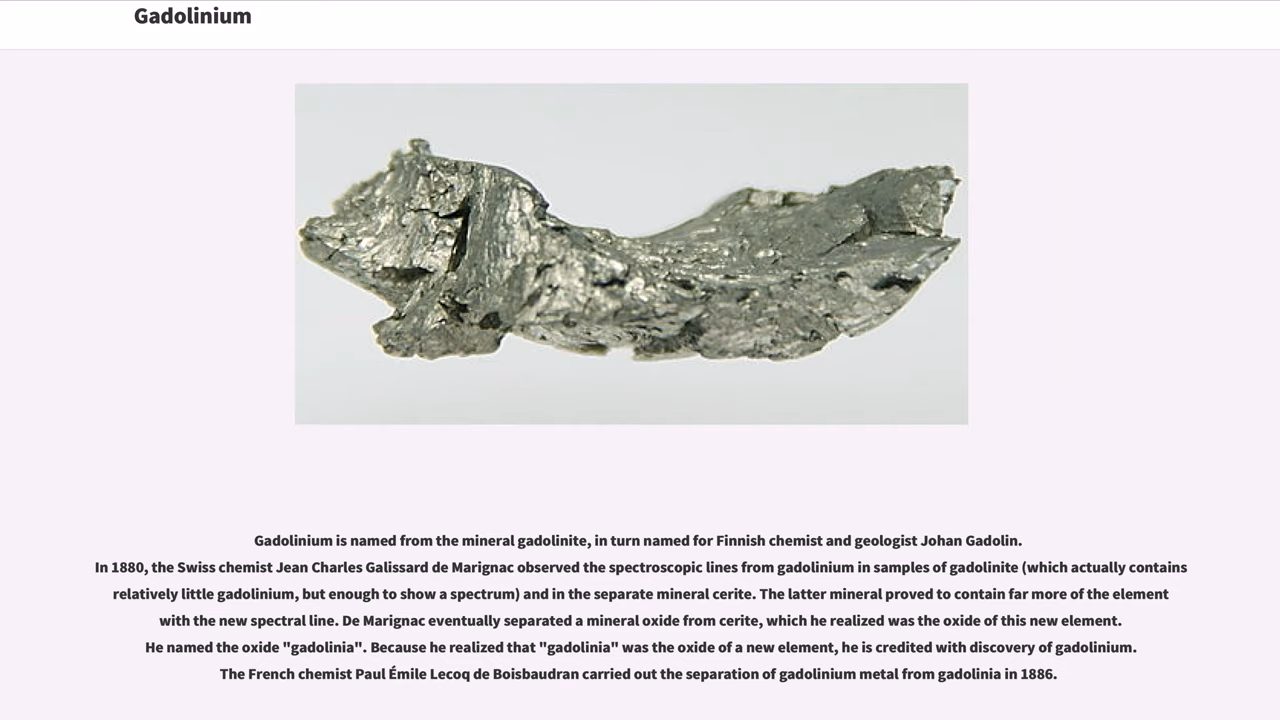 Gadolinium
Gadolinium is named from the mineral gadolinite, in turn named for Finnish chemist and geologist Johan Gadolin.
In 1880, the Swiss chemist Jean Charles Galissard de Marignac observed the spectroscopic lines from gadolinium in samples of gadolinite (which actually contains
relatively little gadolinium, but enough to show a spectrum) and in the separate mineral cerite. The latter mineral proved to contain far more of the element
with the new spectral line. De Marignac eventually separated a mineral oxide from cerite, which he realized was the oxide of this new element.
He named the oxide "gadolinia". Because he realized that "gadolinia" was the oxide of a new element, he is credited with discovery of gadolinium.
The French chemist Paul Émile Lecoq de Boisbaudran carried out the separation of gadolinium metal from gadolinia in 1886.